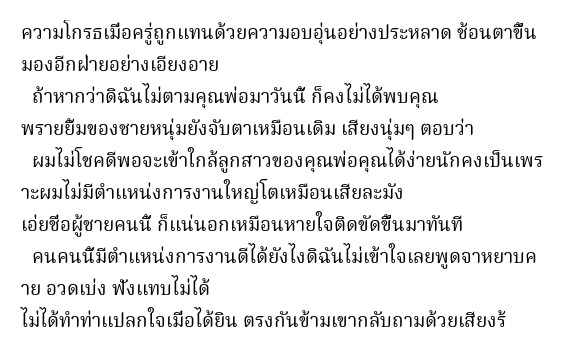 ความโกรธเมื่อครู่ถูกแทนด้วยความอบอุ่นอย่างประหลาด ช้อนตาขึ้น
มองอีกฝ่ายอย่างเอียงอาย
ถ้าหากว่าดิฉันไม่ตามคุณพ่อมาวันนี้ ก็คงไม่ได้พบคุณ
พรายยิ้มของชายหนุ่มยังจับตาเหมือนเดิม เสียงนุ่มๆ ตอบว่า
ผมไม่โชคดีพอจะเข้าใกล้ลูกสาวของคุณพ่อคุณได้ง่ายนักคงเป็นเพร
าะผมไม่มีตำแหน่งการงานใหญ่โตเหมือนเสียละมัง
เอ่ยชื่อผู้ชายคนนี้ ก็แน่นอกเหมือนหายใจติดขัดขึ้นมาทันที
คนคนนี้มีตำแหน่งการงานดีได้ยังไงดิฉันไม่เข้าใจเลยพูดจาหยาบค
าย อวดเบ่ง ฟังแทบไม่ได้
ไม่ได้ทำท่าแปลกใจเมื่อได้ยิน ตรงกันข้ามเขากลับถามด้วยเสียงรั